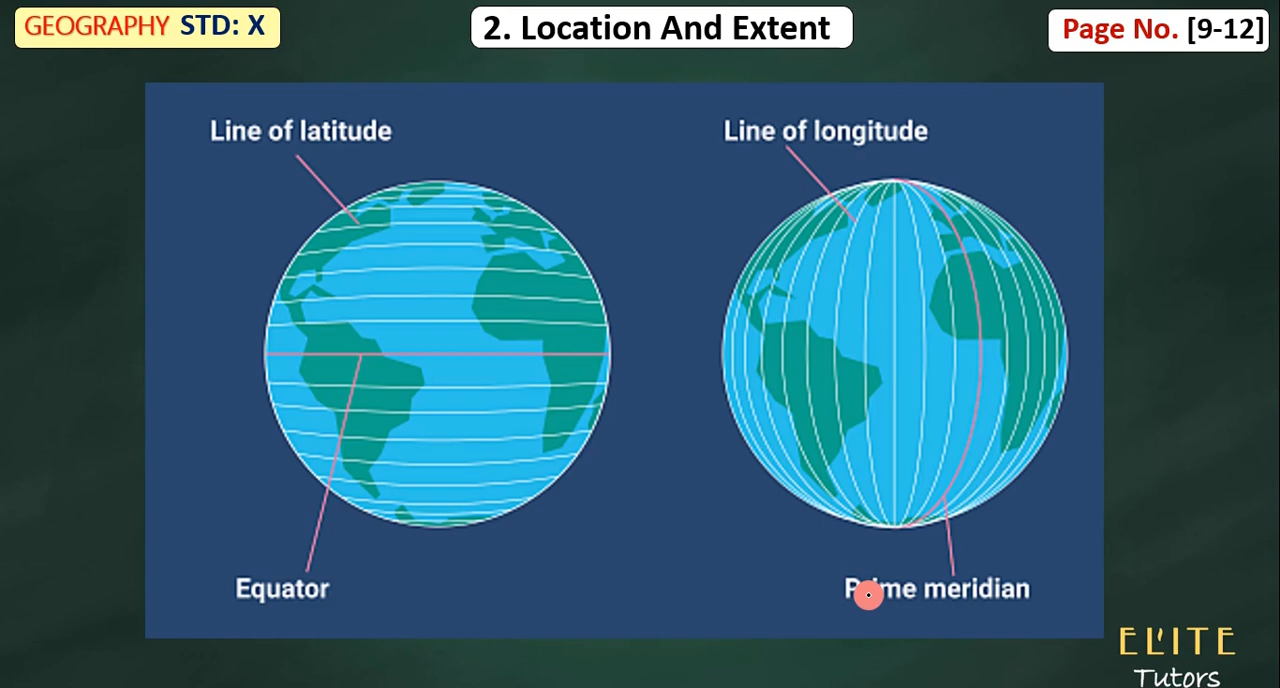 GEOGRAPHY STD: X
2. Location And Extent
Page No. [9-12]
Line of latitude
Line of longitude
Equator
Prime meridian
ELITE
Tutors